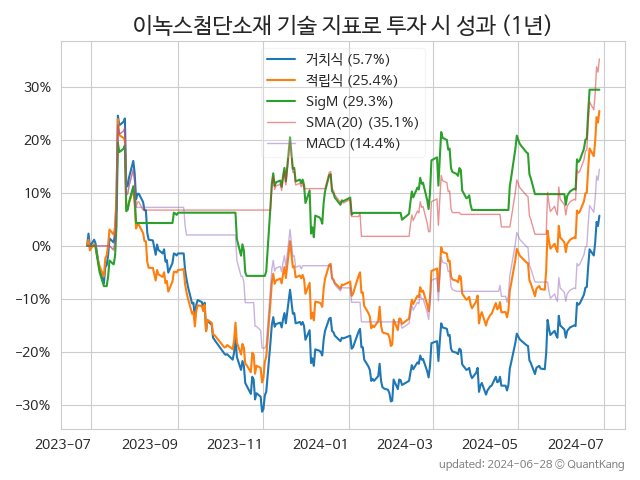 이녹스첨단소재 기술 지표로 투자 시 성과 (1년)
거치식 (5.7%)
적립식 (25.4%)
SigM (29.3%)
SMA(20) (35.1%)
MACD (14.4%)
30%
20%
10%
0%
−10%
−20%
−30%
2023-07 2023-09 2023-11 2024-01 2024-03 2024-05 2024-07
updated: 2024-06-28 ⓒ QuantKang